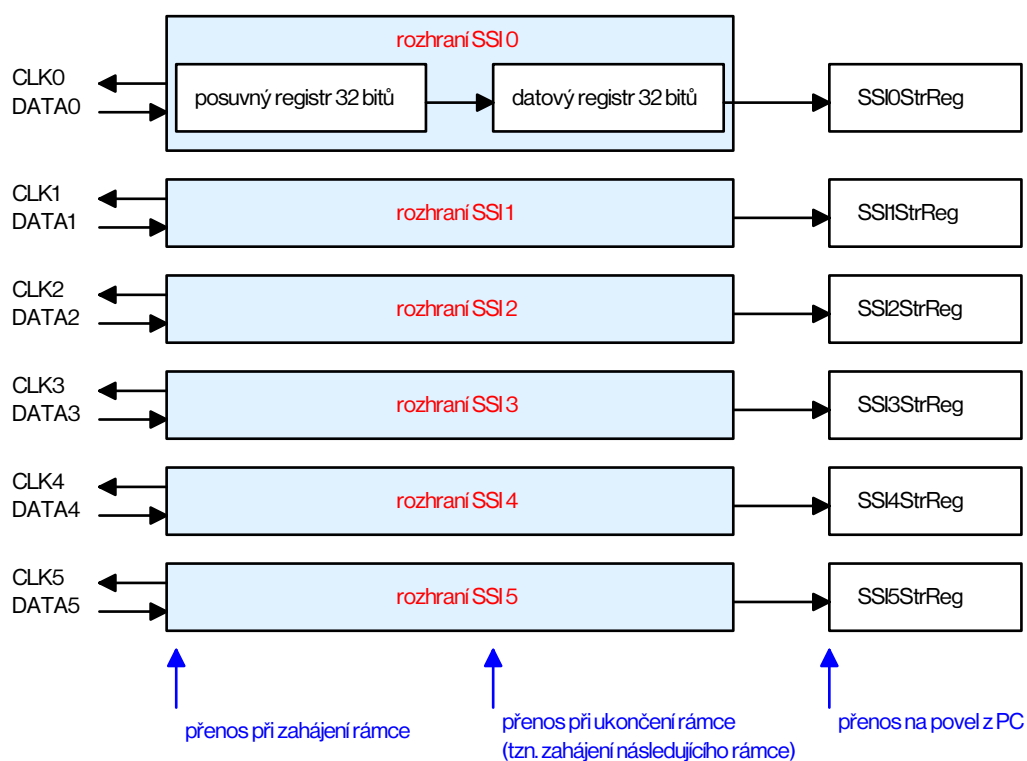 rozhraní SSI 0
CLK0
DATA0
posuvný registr 32 bitů
datový registr 32 bitů
SSI0StrReg
CLK1
DATA1
rozhraní SSI 1
SSI1StrReg
CLK2
DATA2
rozhraní SSI 2
SSI2StrReg
CLK3
DATA3
rozhraní SSI 3
SSI3StrReg
CLK4
DATA4
rozhraní SSI 4
SSI4StrReg
CLK5
DATA5
rozhraní SSI 5
SSI5StrReg
přenos při zahájení rámce
přenos při ukončení rámce
(tzn. zahájení následujícího rámce)
přenos na povel z PC